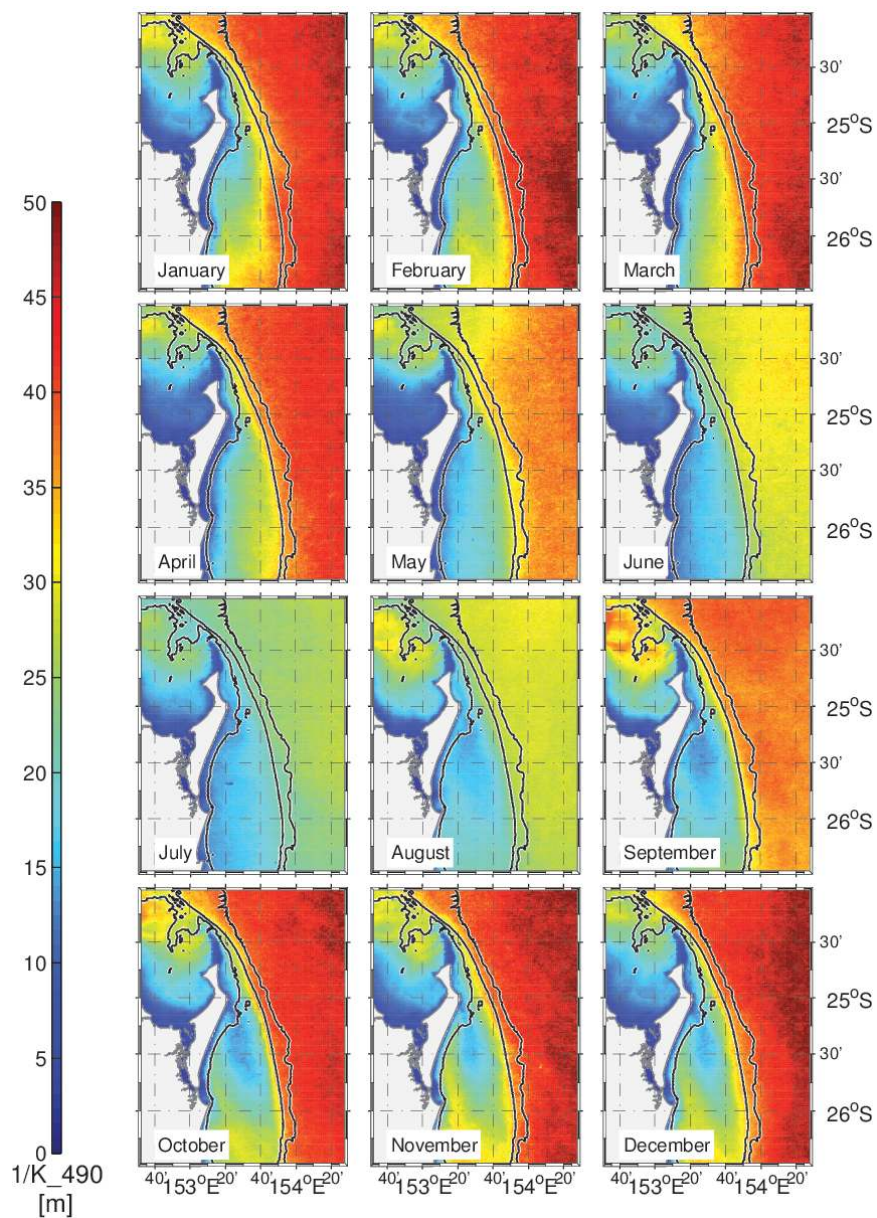 30'
25°S
30'
26°S
January
February
March
50
45
40
35
30
25
20
15
10
5
0
1/K_490
[m]
30'
25°S
30'
26°S
April
May
June
30'
25°S
30'
26°S
July
August
September
30'
25°S
30'
26°S
October
November
December
40' 153°E 20' 40' 154°E 20'
40' 153°E 20' 40' 154°E 20'
40' 153°E 20' 40' 154°E 20'